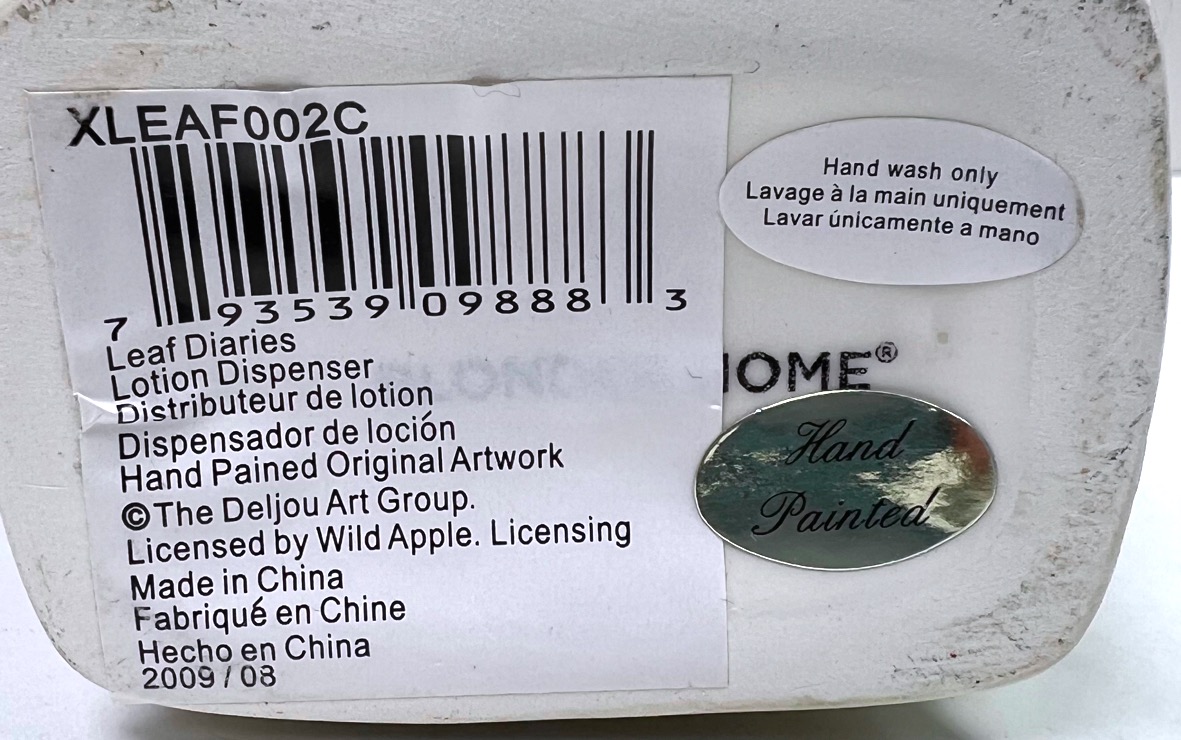 XLEAF002C
7 93539 09888 3
Leaf Diaries
Lotion Dispenser
Distributeur de lotion
Dispensador de loción
Hand Pained Original Artwork
©The Deljou Art Group.
Licensed by Wild Apple. Licensing
Made in China
Fabriqué en Chine
Hecho en China
2009 / 08
Hand wash only
Lavage à la main uniquement
Lavar únicamente a mano
OME®
Hand
Painted